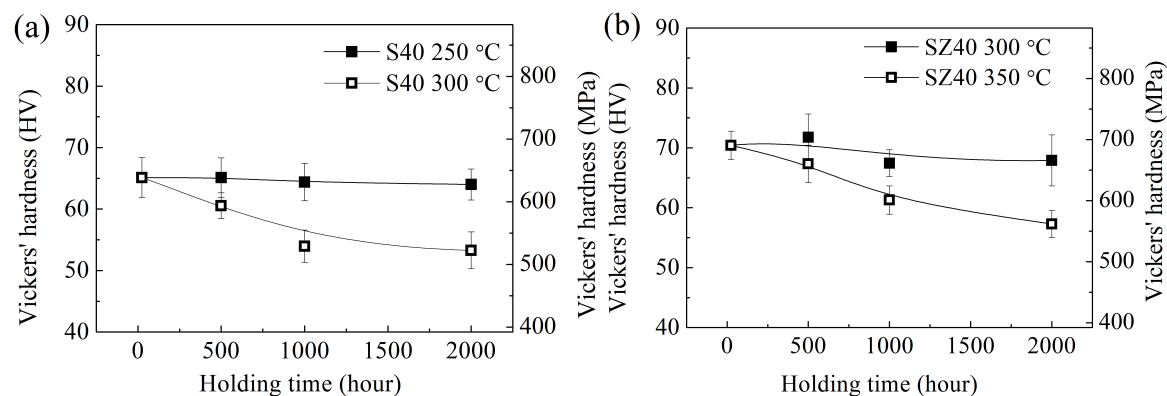 (a)
S40 250 °C
S40 300 °C
Vickers' hardness (HV)
90
80
70
60
50
40
Vickers' hardness (MPa)
800
700
600
500
400
0 500 1000 1500 2000
Holding time (hour)
(b)
SZ40 300 °C
SZ40 350 °C
Vickers' hardness (HV)
90
80
70
60
50
40
Vickers' hardness (MPa)
800
700
600
500
400
0 500 1000 1500 2000
Holding time (hour)